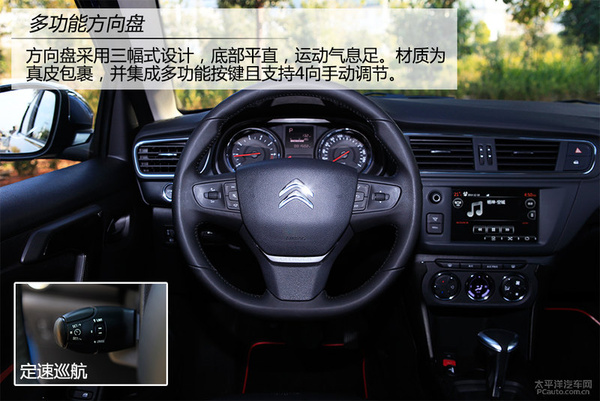 多功能方向盘
方向盘采用三幅式设计，底部平直，运动气息足。材质为
真皮包裹，并集成多功能按键且支持4向手动调节。
定速巡航
太平洋汽车网
PCauto.com.cn